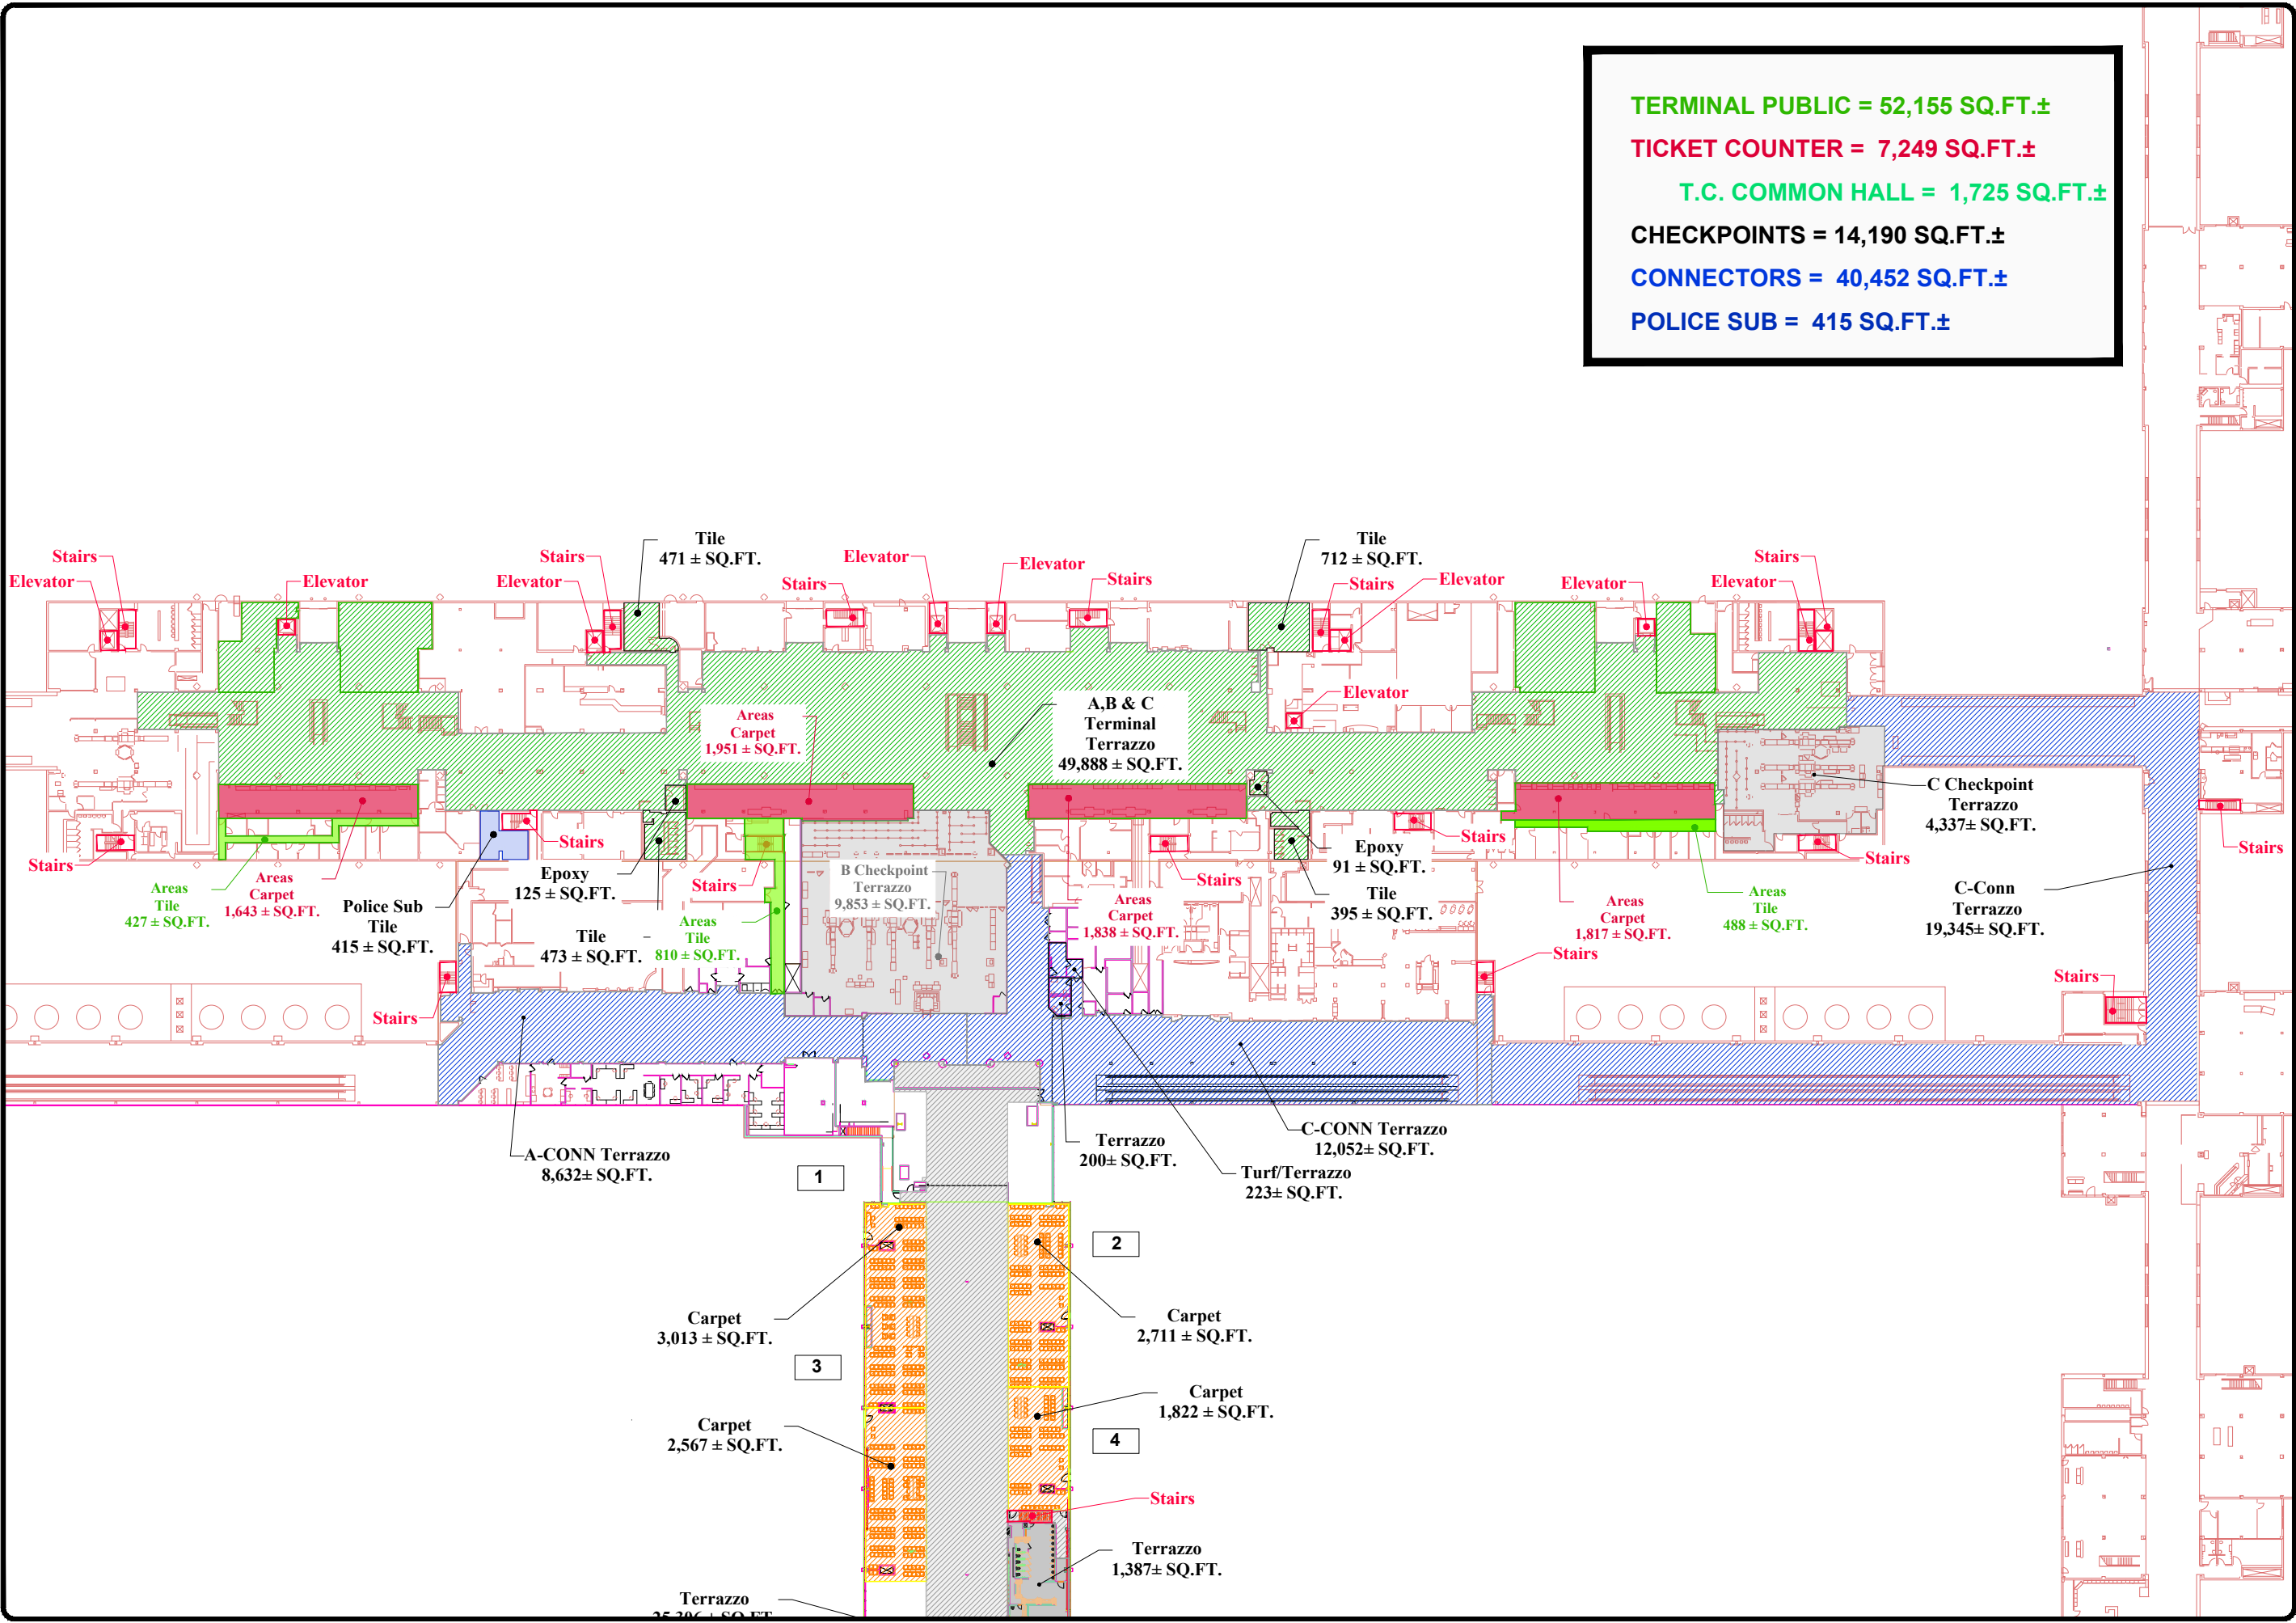 TERMINAL PUBLIC = 52,155 SQ.FT.±
TICKET COUNTER = 7,249 SQ.FT.±
T.C. COMMON HALL = 1,725 SQ.FT.±
CHECKPOINTS = 14,190 SQ.FT.±
CONNECTORS = 40,452 SQ.FT.±
POLICE SUB = 415 SQ.FT.±
Stairs
Elevator
Elevator
Stairs
Elevator
Tile
471 ± SQ.FT.
Stairs
Elevator
Elevator
Stairs
Tile
712 ± SQ.FT.
Stairs
Elevator
Elevator
Stairs
Elevator
Elevator
Areas
Carpet
1,951 ± SQ.FT.
A,B & C
Terminal
Terrazzo
49,888 ± SQ.FT.
C Checkpoint
Terrazzo
4,337± SQ.FT.
Stairs
Areas
Tile
427 ± SQ.FT.
Areas
Carpet
1,643 ± SQ.FT.
Police Sub
Tile
415 ± SQ.FT.
Stairs
Epoxy
125 ± SQ.FT.
Tile
473 ± SQ.FT.
Stairs
Areas
Tile
810 ± SQ.FT.
B Checkpoint
Terrazzo
9,853 ± SQ.FT.
Areas
Carpet
1,838 ± SQ.FT.
Stairs
Epoxy
91 ± SQ.FT.
Tile
395 ± SQ.FT.
Stairs
Areas
Carpet
1,817 ± SQ.FT.
Areas
Tile
488 ± SQ.FT.
Stairs
C-Conn
Terrazzo
19,345± SQ.FT.
Stairs
Stairs
Stairs
Stairs
A-CONN Terrazzo
8,632± SQ.FT.
Terrazzo
200± SQ.FT.
C-CONN Terrazzo
12,052± SQ.FT.
Turf/Terrazzo
223± SQ.FT.
1
2
Carpet
3,013 ± SQ.FT.
Carpet
2,711 ± SQ.FT.
3
Carpet
1,822 ± SQ.FT.
Carpet
2,567 ± SQ.FT.
4
Stairs
Terrazzo
1,387± SQ.FT.
Terrazzo